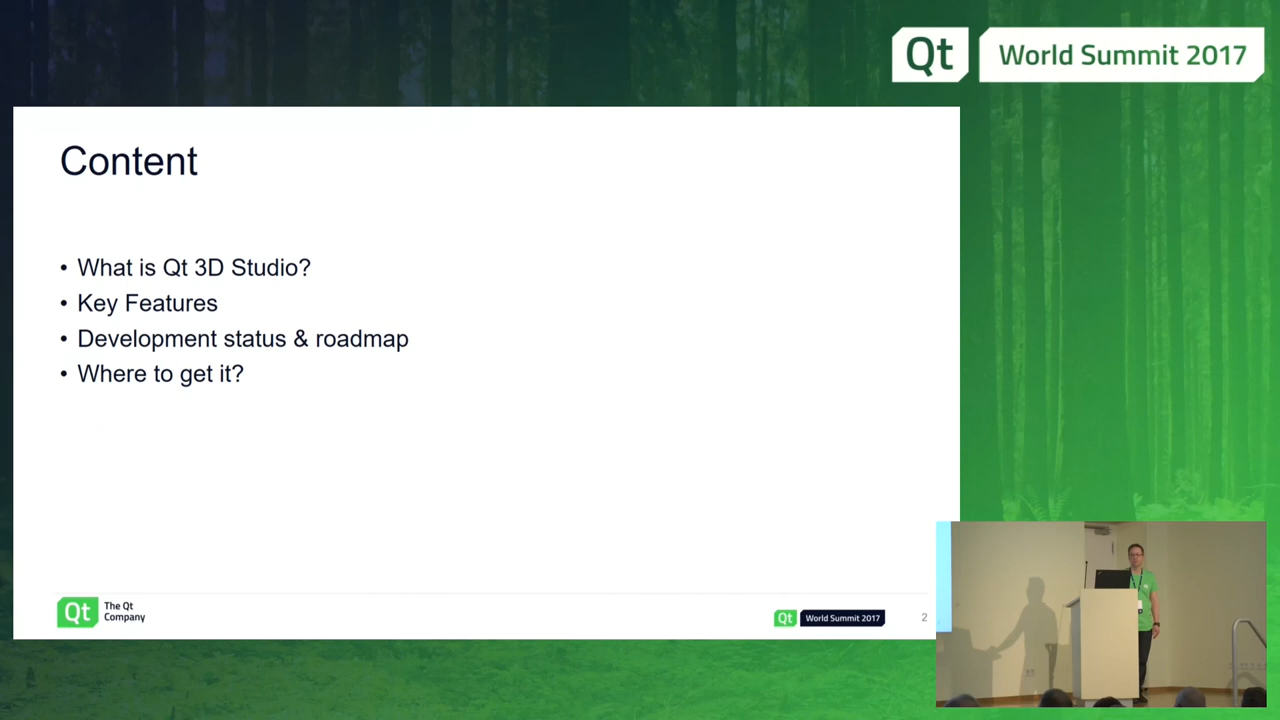 Qt World Summit 2017
Content
• What is Qt 3D Studio?
• Key Features
• Development status & roadmap
• Where to get it?
Qt The Qt Company
Qt World Summit 2017 2